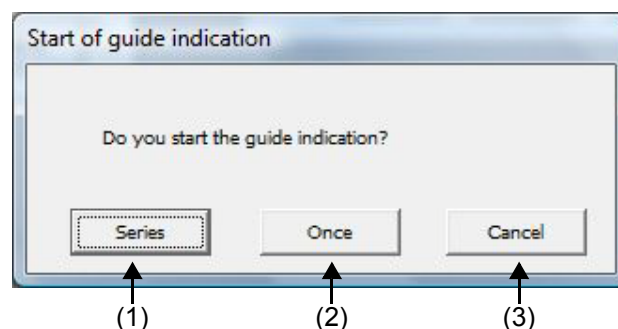 Start of guide indication
Do you start the guide indication?
Series Once Cancel
(1) (2) (3)